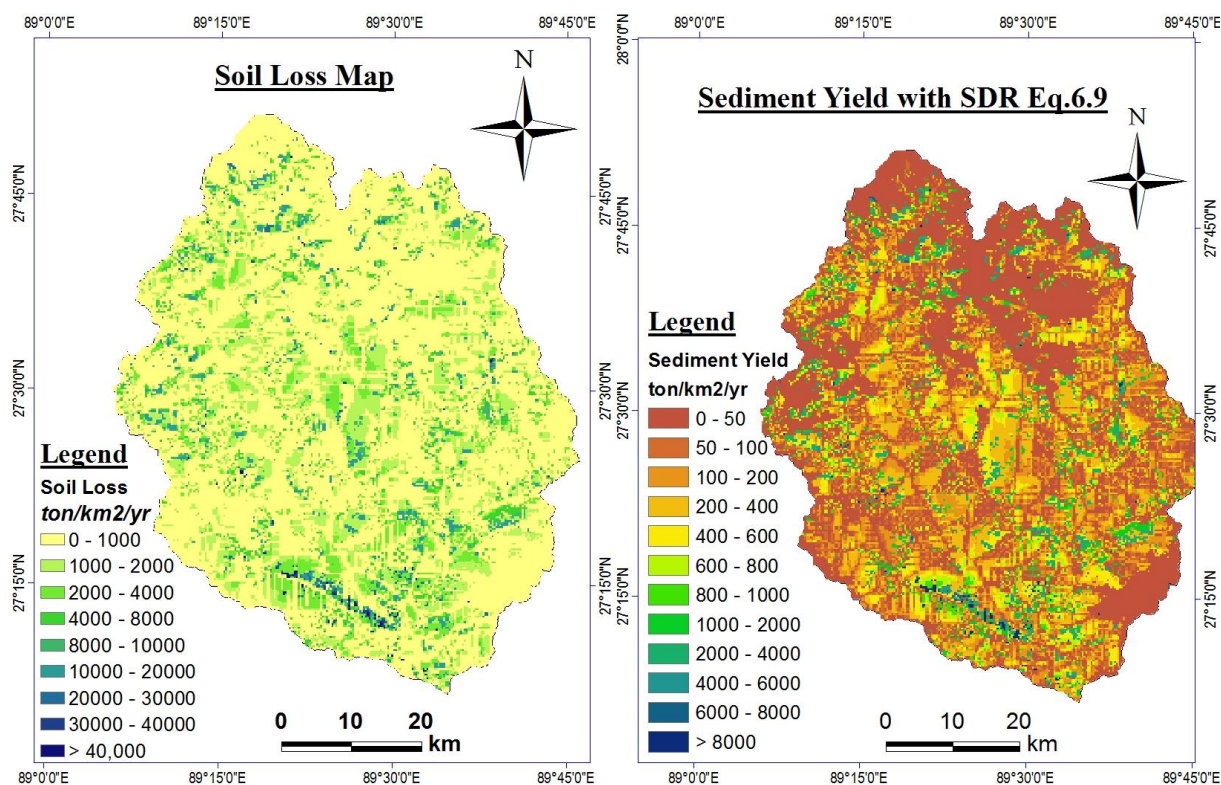 89°0'0"E 89°15'0"E 89°30'0"E 89°45'0"E
Soil Loss Map
N
27°45'0"N 27°45'0"N
27°30'0"N 27°30'0"N
27°15'0"N 27°15'0"N
Legend
Soil Loss
ton/km2/yr
0 - 1000
1000 - 2000
2000 - 4000
4000 - 8000
8000 - 10000
10000 - 20000
20000 - 30000
30000 - 40000
> 40,000
0 10 20
km
89°0'0"E 89°15'0"E 89°30'0"E 89°45'0"E
89°0'0"E 89°15'0"E 89°30'0"E 89°45'0"E
28°0'0"N
Sediment Yield with SDR Eq.6.9
N
27°45'0"N 27°45'0"N
27°30'0"N 27°30'0"N
27°15'0"N 27°15'0"N
Legend
Sediment Yield
ton/km2/yr
0 - 50
50 - 100
100 - 200
200 - 400
400 - 600
600 - 800
800 - 1000
1000 - 2000
2000 - 4000
4000 - 6000
6000 - 8000
> 8000
0 10 20
km
89°0'0"E 89°15'0"E 89°30'0"E 89°45'0"E